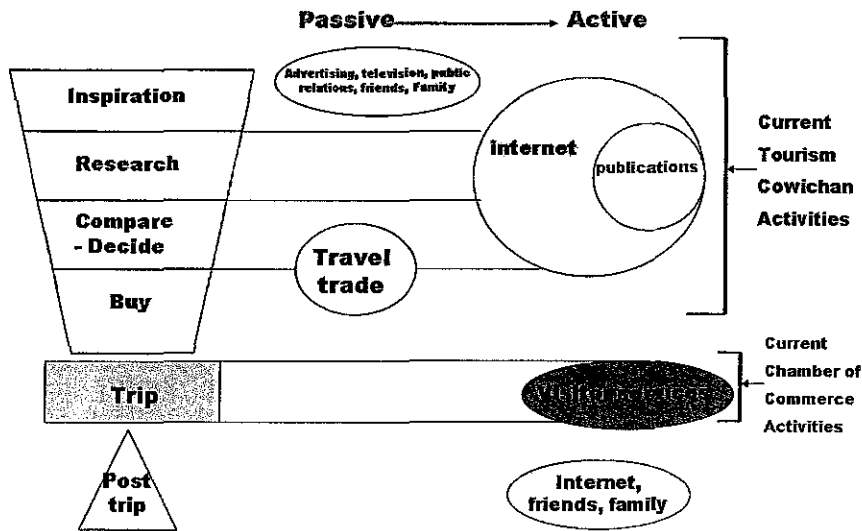 Passive Active
Advertising, television, public
relations, friends, Family
Inspiration
Research
Compare
- Decide
Buy
internet
publications
Travel
trade
Current
Tourism
Cowichan
Activities
Trip
Current
Chamber of
Commerce
Activities
Post
trip
Internet,
friends, family